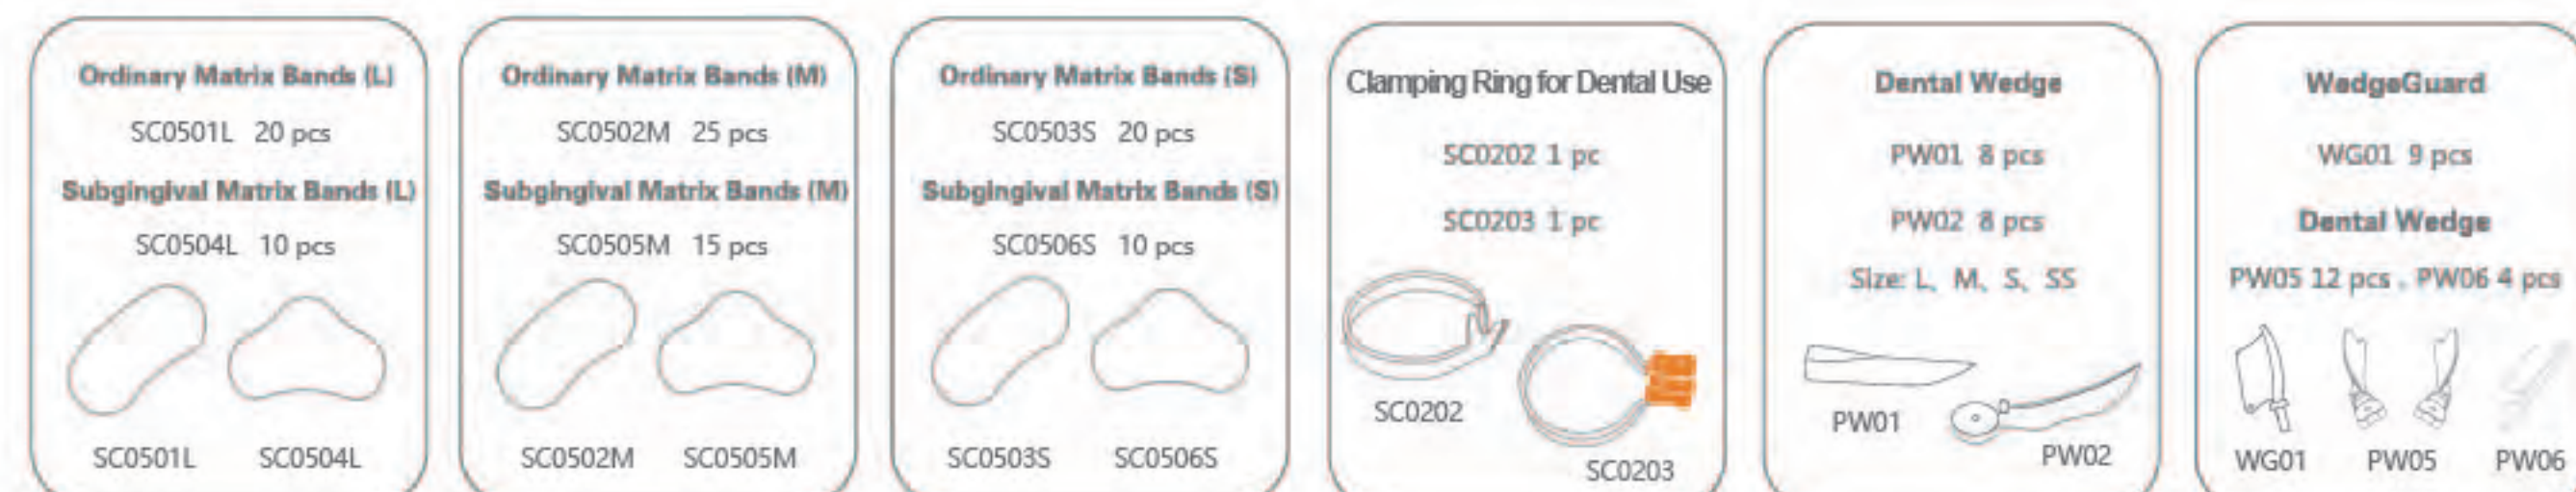 Ordinary Matrix Bands (L)
SC0501L 20 pcs
Subgingival Matrix Bands (L)
SC0504L 10 pcs
SC0501L SC0504L
Ordinary Matrix Bands (M)
SC0502M 25 pcs
Subgingival Matrix Bands (M)
SC0505M 15 pcs
SC0502M SC0505M
Ordinary Matrix Bands (S)
SC0503S 20 pcs
Subgingival Matrix Bands (S)
SC0506S 10 pcs
SC0503S SC0506S
Clamping Ring for Dental Use
SC0202 1 pc
SC0203 1 pc
SC0202
SC0203
Dental Wedge
PW01 8 pcs
PW02 8 pcs
Size: L、M、S、SS
PW01
PW02
WedgeGuard
WG01 9 pcs
Dental Wedge
PW05 12 pcs , PW06 4 pcs
WG01 PW05 PW06